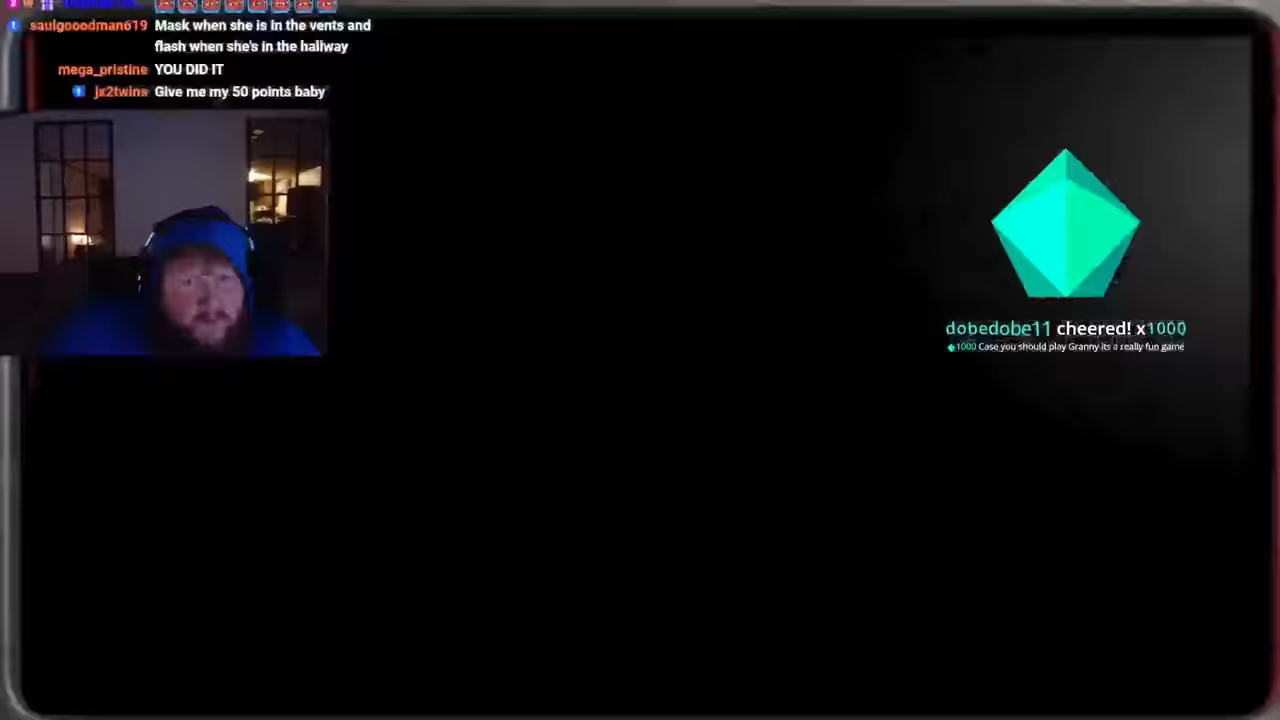 saulgooodman619 Mask when she is in the vents and
flash when she's in the hallway
mega_pristine YOU DID IT
jx2twins Give me my 50 points baby
dobedobe11 cheered! x1000
1000 Case you should play Granny its a really fun game